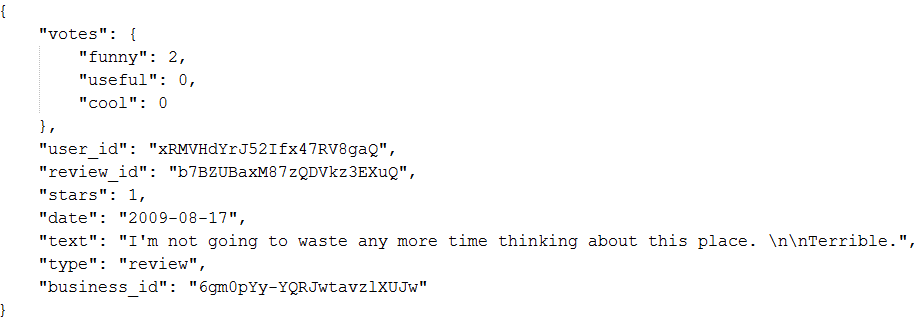 {
    "votes": {
        "funny": 2,
        "useful": 0,
        "cool": 0
    },
    "user_id": "xRMVHdYrJ52Ifx47RV8gaQ",
    "review_id": "b7BZUBaxM87zQDVkz3EXuQ",
    "stars": 1,
    "date": "2009-08-17",
    "text": "I'm not going to waste any more time thinking about this place. \n\nTerrible.",
    "type": "review",
    "business_id": "6gm0pYy-YQRJwtavzlXUJw"
}